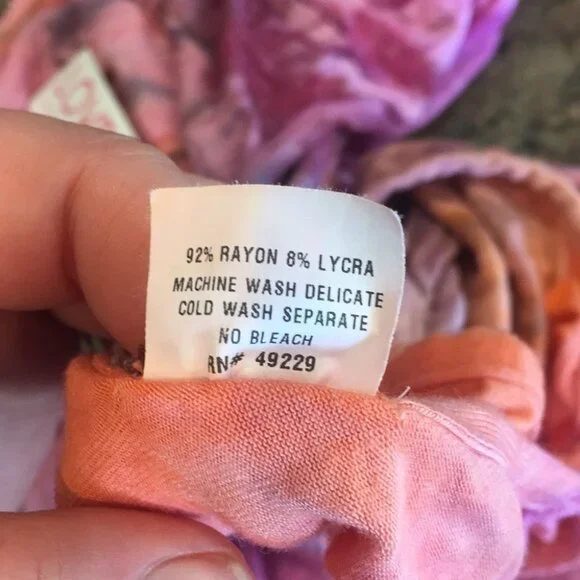 92% RAYON 8% LYCRA
MACHINE WASH DELICATE
COLD WASH SEPARATE
NO BLEACH
RN# 49229